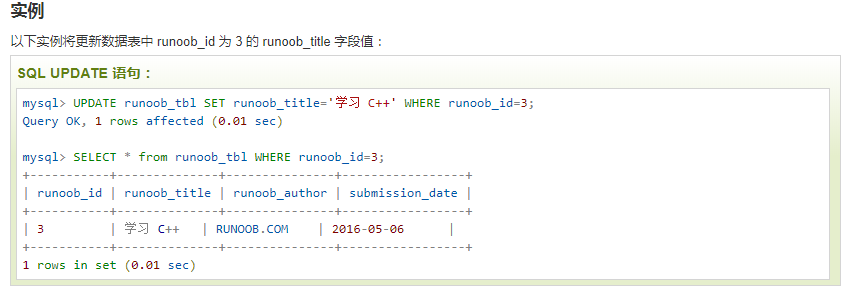 实例
以下实例将更新数据表中 runoob_id 为 3 的 runoob_title 字段值：
SQL UPDATE 语句：
mysql> UPDATE runoob_tbl SET runoob_title='学习 C++' WHERE runoob_id=3;
Query OK, 1 rows affected (0.01 sec)

mysql> SELECT * from runoob_tbl WHERE runoob_id=3;
+-----------+--------------+---------------+-----------------+
| runoob_id | runoob_title | runoob_author | submission_date |
+-----------+--------------+---------------+-----------------+
| 3         | 学习 C++   | RUNOOB.COM    | 2016-05-06      |
+-----------+--------------+---------------+-----------------+
1 rows in set (0.01 sec)